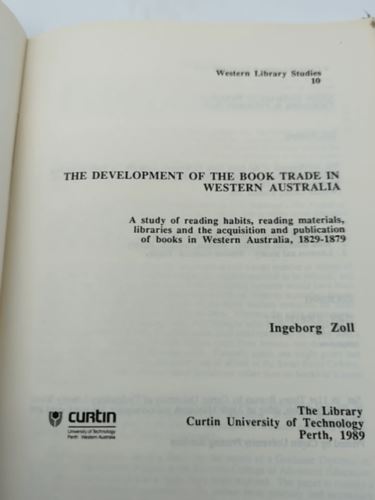 Western Library Studies
10
THE DEVELOPMENT OF THE BOOK TRADE IN
WESTERN AUSTRALIA
A study of reading habits, reading materials,
libraries and the acquisition and publication
of books in Western Australia, 1829-1879
Ingeborg Zoll
curtin
University of Technology
Perth Western Australia
The Library
Curtin University of Technology
Perth, 1989